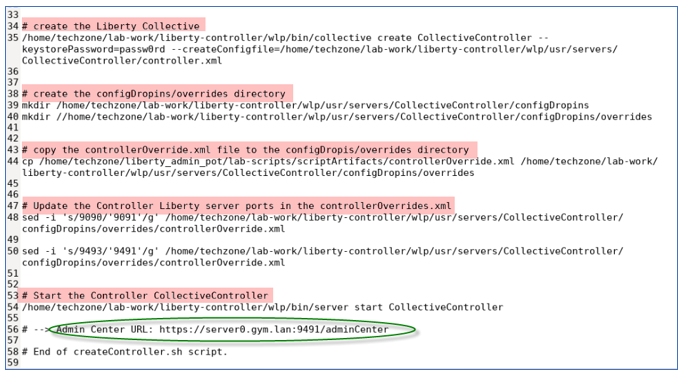 33
34 # create the Liberty Collective
35 /home/techzone/lab-work/liberty-controller/wlp/bin/collective create CollectiveController --
keystorePassword=passw0rd --createConfigfile=/home/techzone/lab-work/liberty-controller/wlp/usr/servers/
CollectiveController/controller.xml
36
37
38 # create the configDropins/overrides directory
39 mkdir /home/techzone/lab-work/liberty-controller/wlp/usr/servers/CollectiveController/configDropins
40 mkdir //home/techzone/lab-work/liberty-controller/wlp/usr/servers/CollectiveController/configDropins/overrides
41
42
43 # copy the controllerOverride.xml file to the configDropis/overrides directory
44 cp /home/techzone/liberty_admin_pot/lab-scripts/scriptArtifacts/controllerOverride.xml /home/techzone/lab-work/
liberty-controller/wlp/usr/servers/CollectiveController/configDropins/overrides
45
46
47 # Update the Controller Liberty server ports in the controllerOverrides.xml
48 sed -i 's/9090/'9091'/g' /home/techzone/lab-work/liberty-controller/wlp/usr/servers/CollectiveController/
configDropins/overrides/controllerOverride.xml
49
50 sed -i 's/9493/'9491'/g' /home/techzone/lab-work/liberty-controller/wlp/usr/servers/CollectiveController/
configDropins/overrides/controllerOverride.xml
51
52
53 # Start the Controller CollectiveController
54 /home/techzone/lab-work/liberty-controller/wlp/bin/server start CollectiveController
55
56 # --> Admin Center URL: https://server0.gym.lan:9491/adminCenter
57
58 # End of createController.sh script.
59